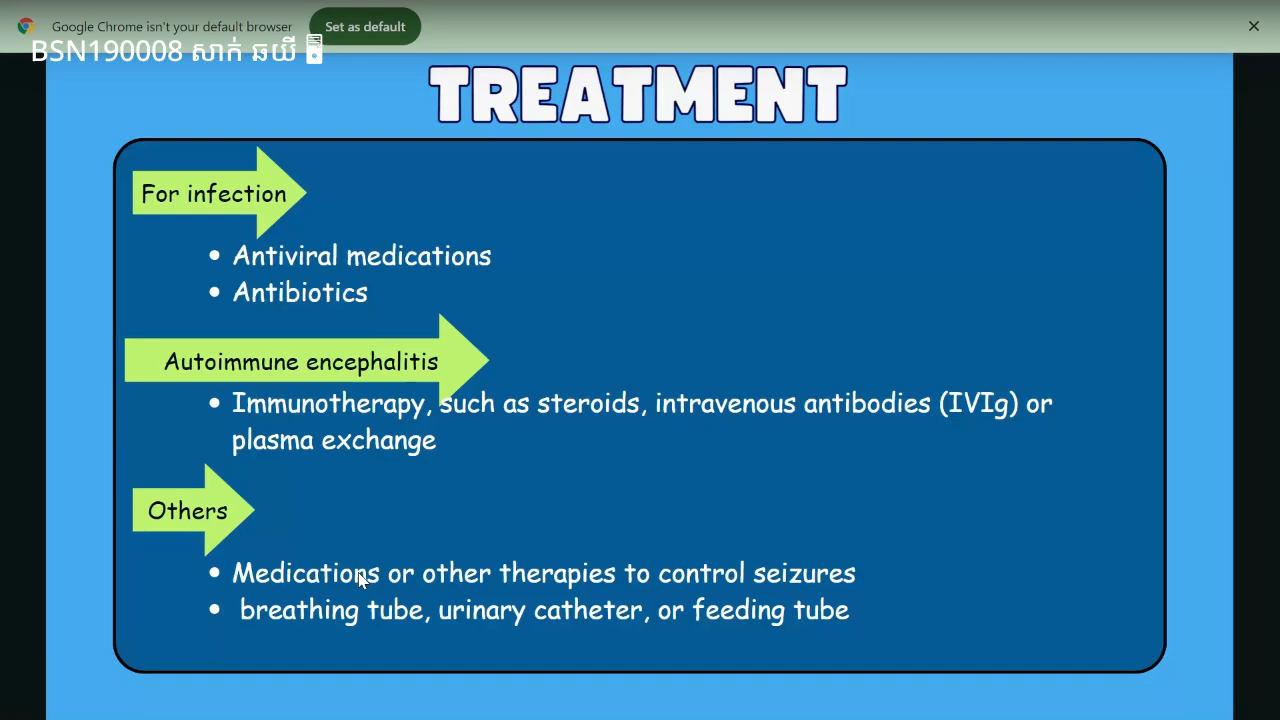 Google Chrome isn't your default browser
Set as default
BSN190008 សាក់ ឆយី
TREATMENT
For infection
Antiviral medications
Antibiotics
Autoimmune encephalitis
Immunotherapy, such as steroids, intravenous antibodies (IVIg) or
plasma exchange
Others
Medications or other therapies to control seizures
breathing tube, urinary catheter, or feeding tube